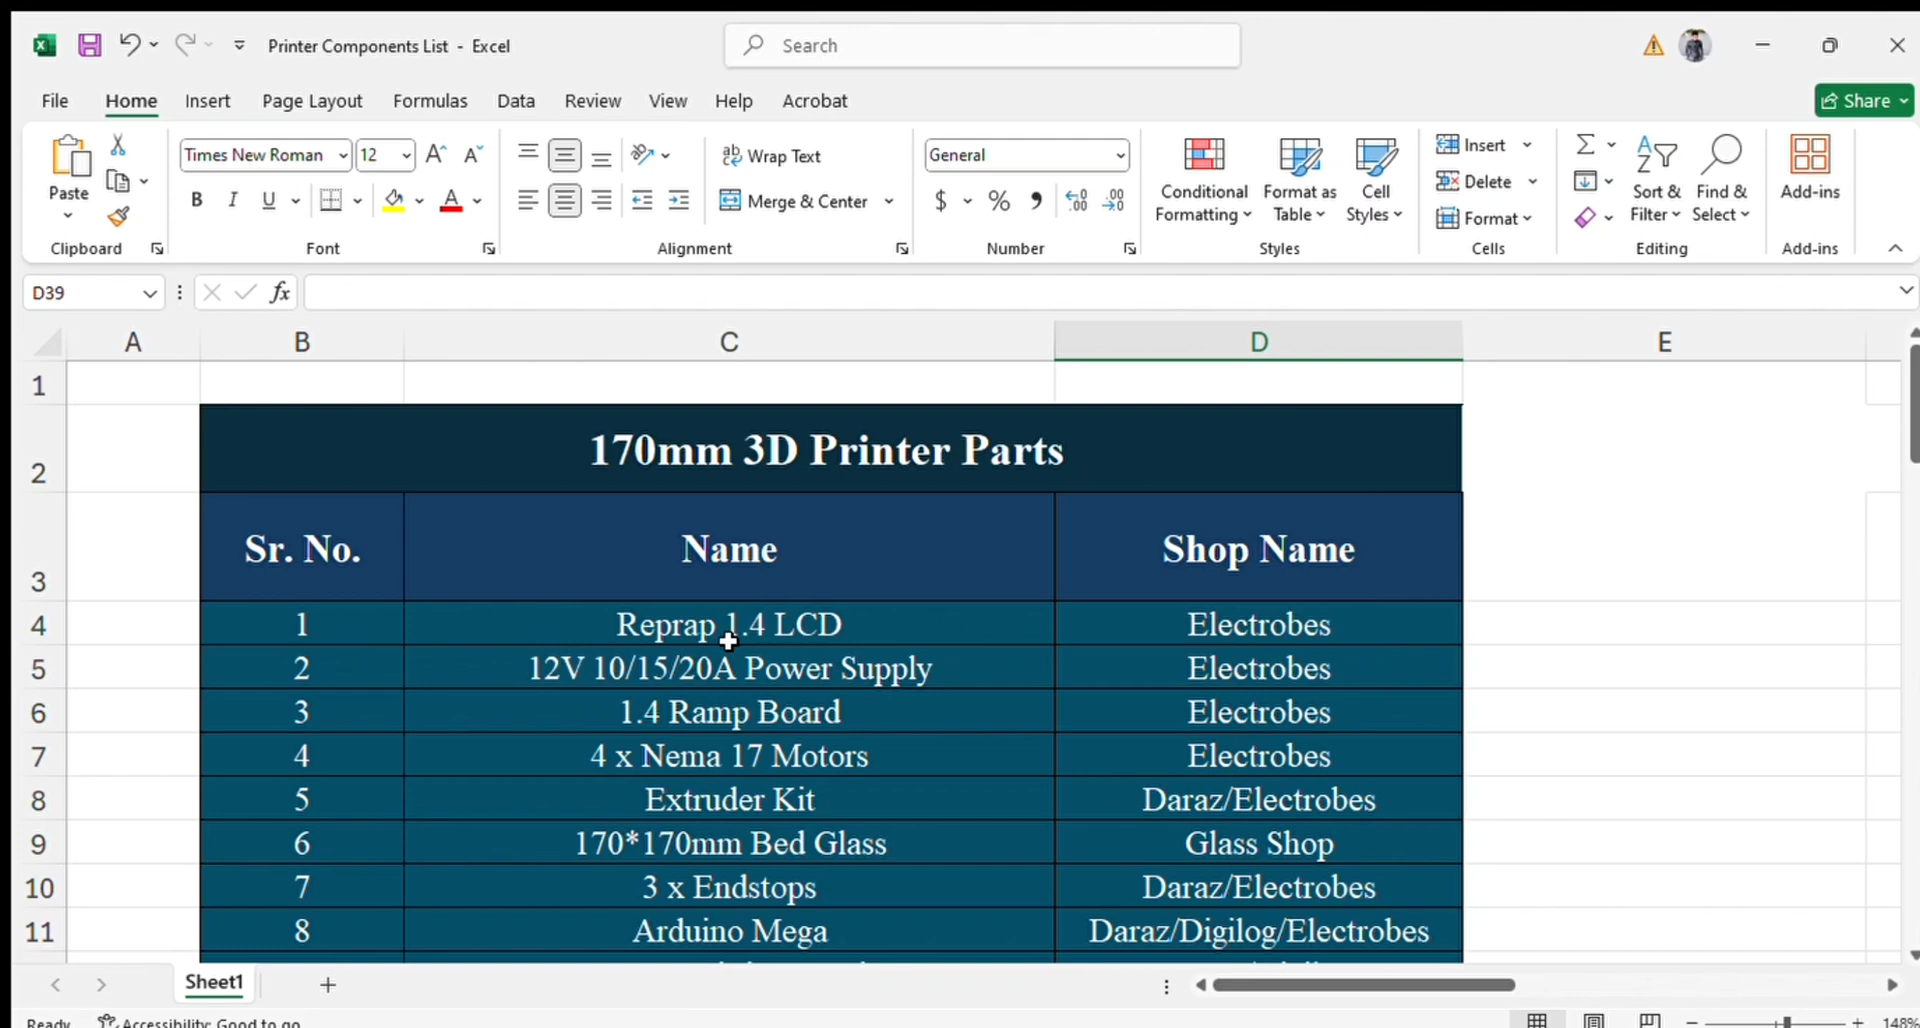 Printer Components List - Excel
Search
File Home Insert Page Layout Formulas Data Review View Help Acrobat
Share
Paste
Clipboard
Times New Roman 12
B I U
Font
Wrap Text
Merge & Center
Alignment
General
$ % ,
Number
Conditional Formatting
Format as Table
Cell Styles
Styles
Insert
Delete
Format
Cells
Sort & Filter
Find & Select
Editing
Add-ins
Add-ins
D39
fx
A B C D E
1
2 170mm 3D Printer Parts
3 Sr. No. Name Shop Name
4 1 Reprap 1.4 LCD Electrobes
5 2 12V 10/15/20A Power Supply Electrobes
6 3 1.4 Ramp Board Electrobes
7 4 4 x Nema 17 Motors Electrobes
8 5 Extruder Kit Daraz/Electrobes
9 6 170*170mm Bed Glass Glass Shop
10 7 3 x Endstops Daraz/Electrobes
11 8 Arduino Mega Daraz/Digilog/Electrobes
Sheet1
Ready Accessibility: Good to go 148%